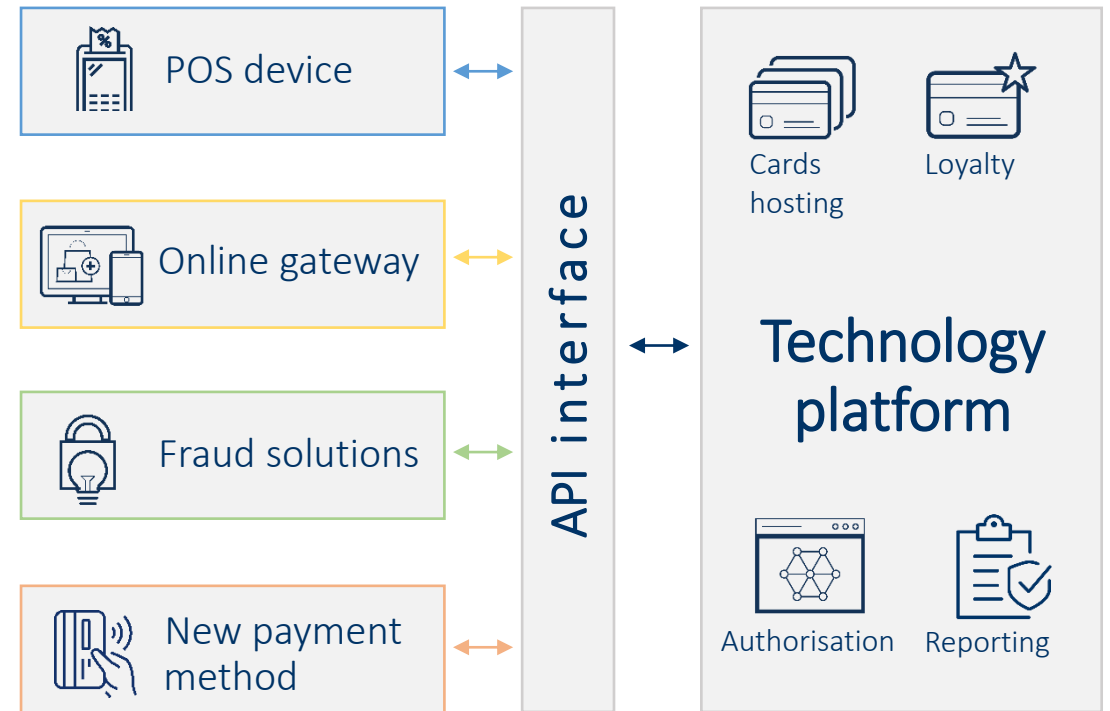 %
POS device
Online gateway
Fraud solutions
New payment
method
API interface
Cards
hosting
Loyalty
Technology
platform
Authorisation
Reporting